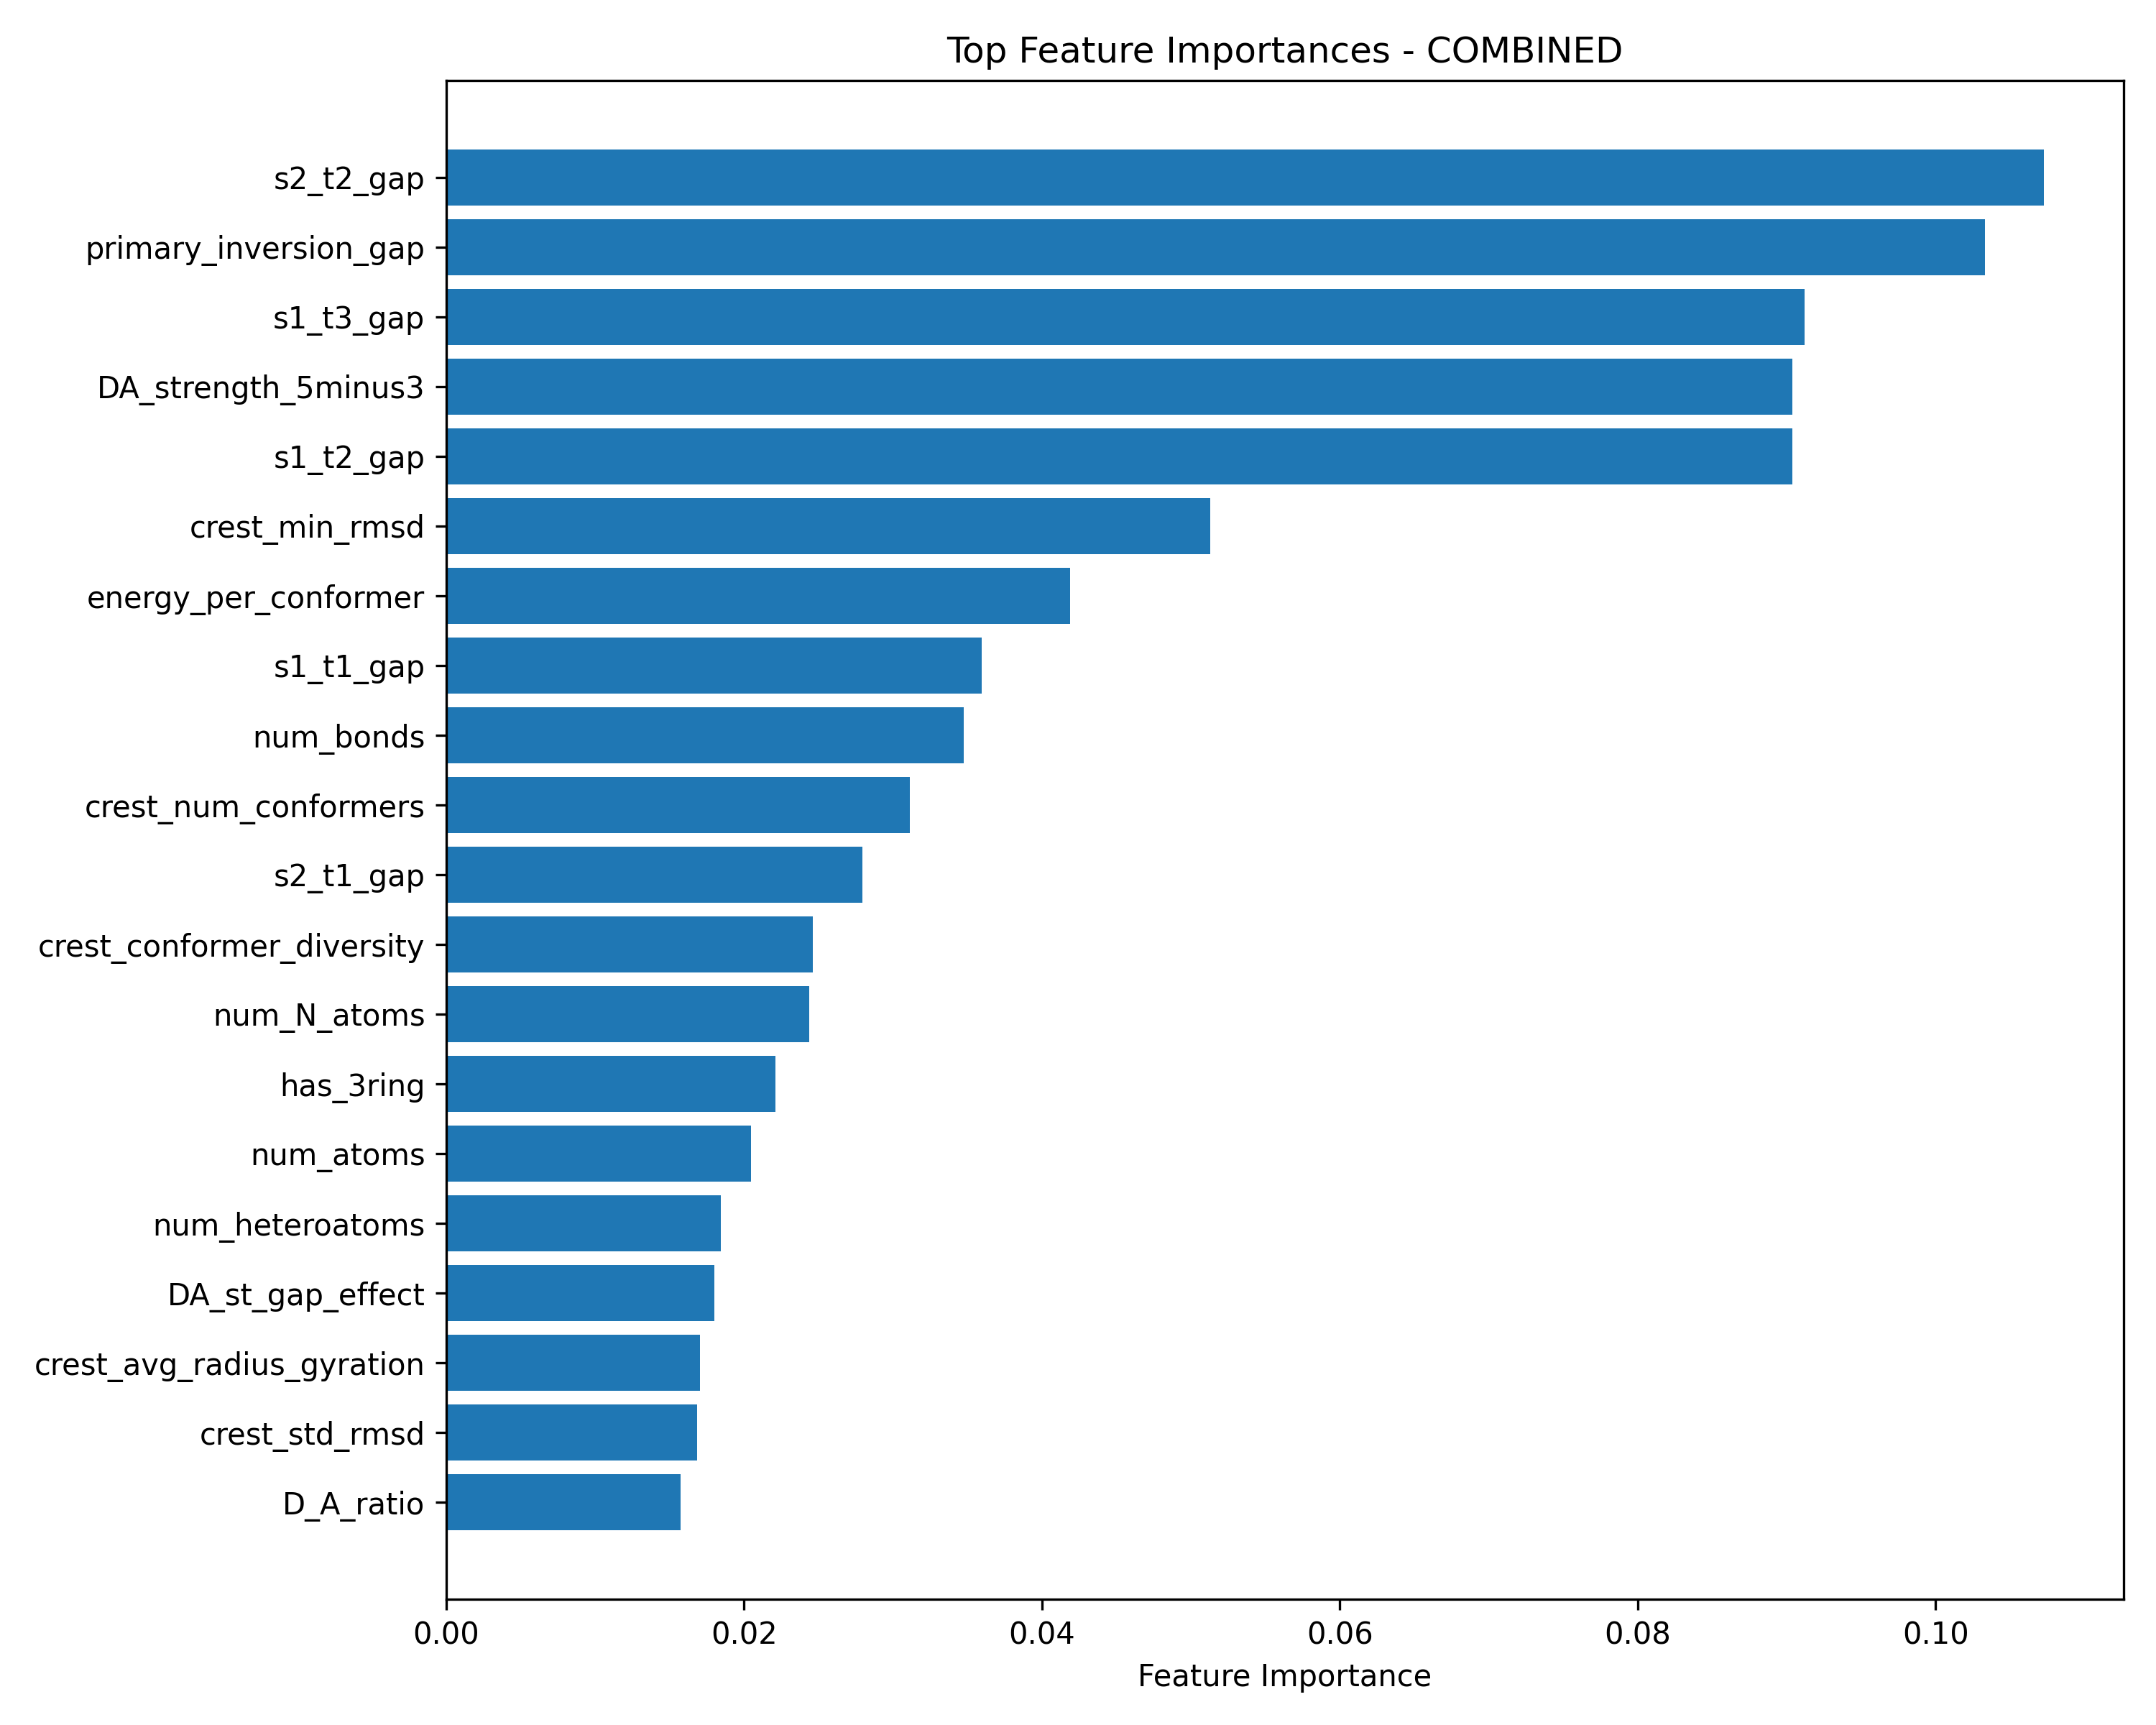 Top Feature Importances - COMBINED
s2_t2_gap
primary_inversion_gap
s1_t3_gap
DA_strength_5minus3
s1_t2_gap
crest_min_rmsd
energy_per_conformer
s1_t1_gap
num_bonds
crest_num_conformers
s2_t1_gap
crest_conformer_diversity
num_N_atoms
has_3ring
num_atoms
num_heteroatoms
DA_st_gap_effect
crest_avg_radius_gyration
crest_std_rmsd
D_A_ratio
0.00 0.02 0.04 0.06 0.08 0.10
Feature Importance